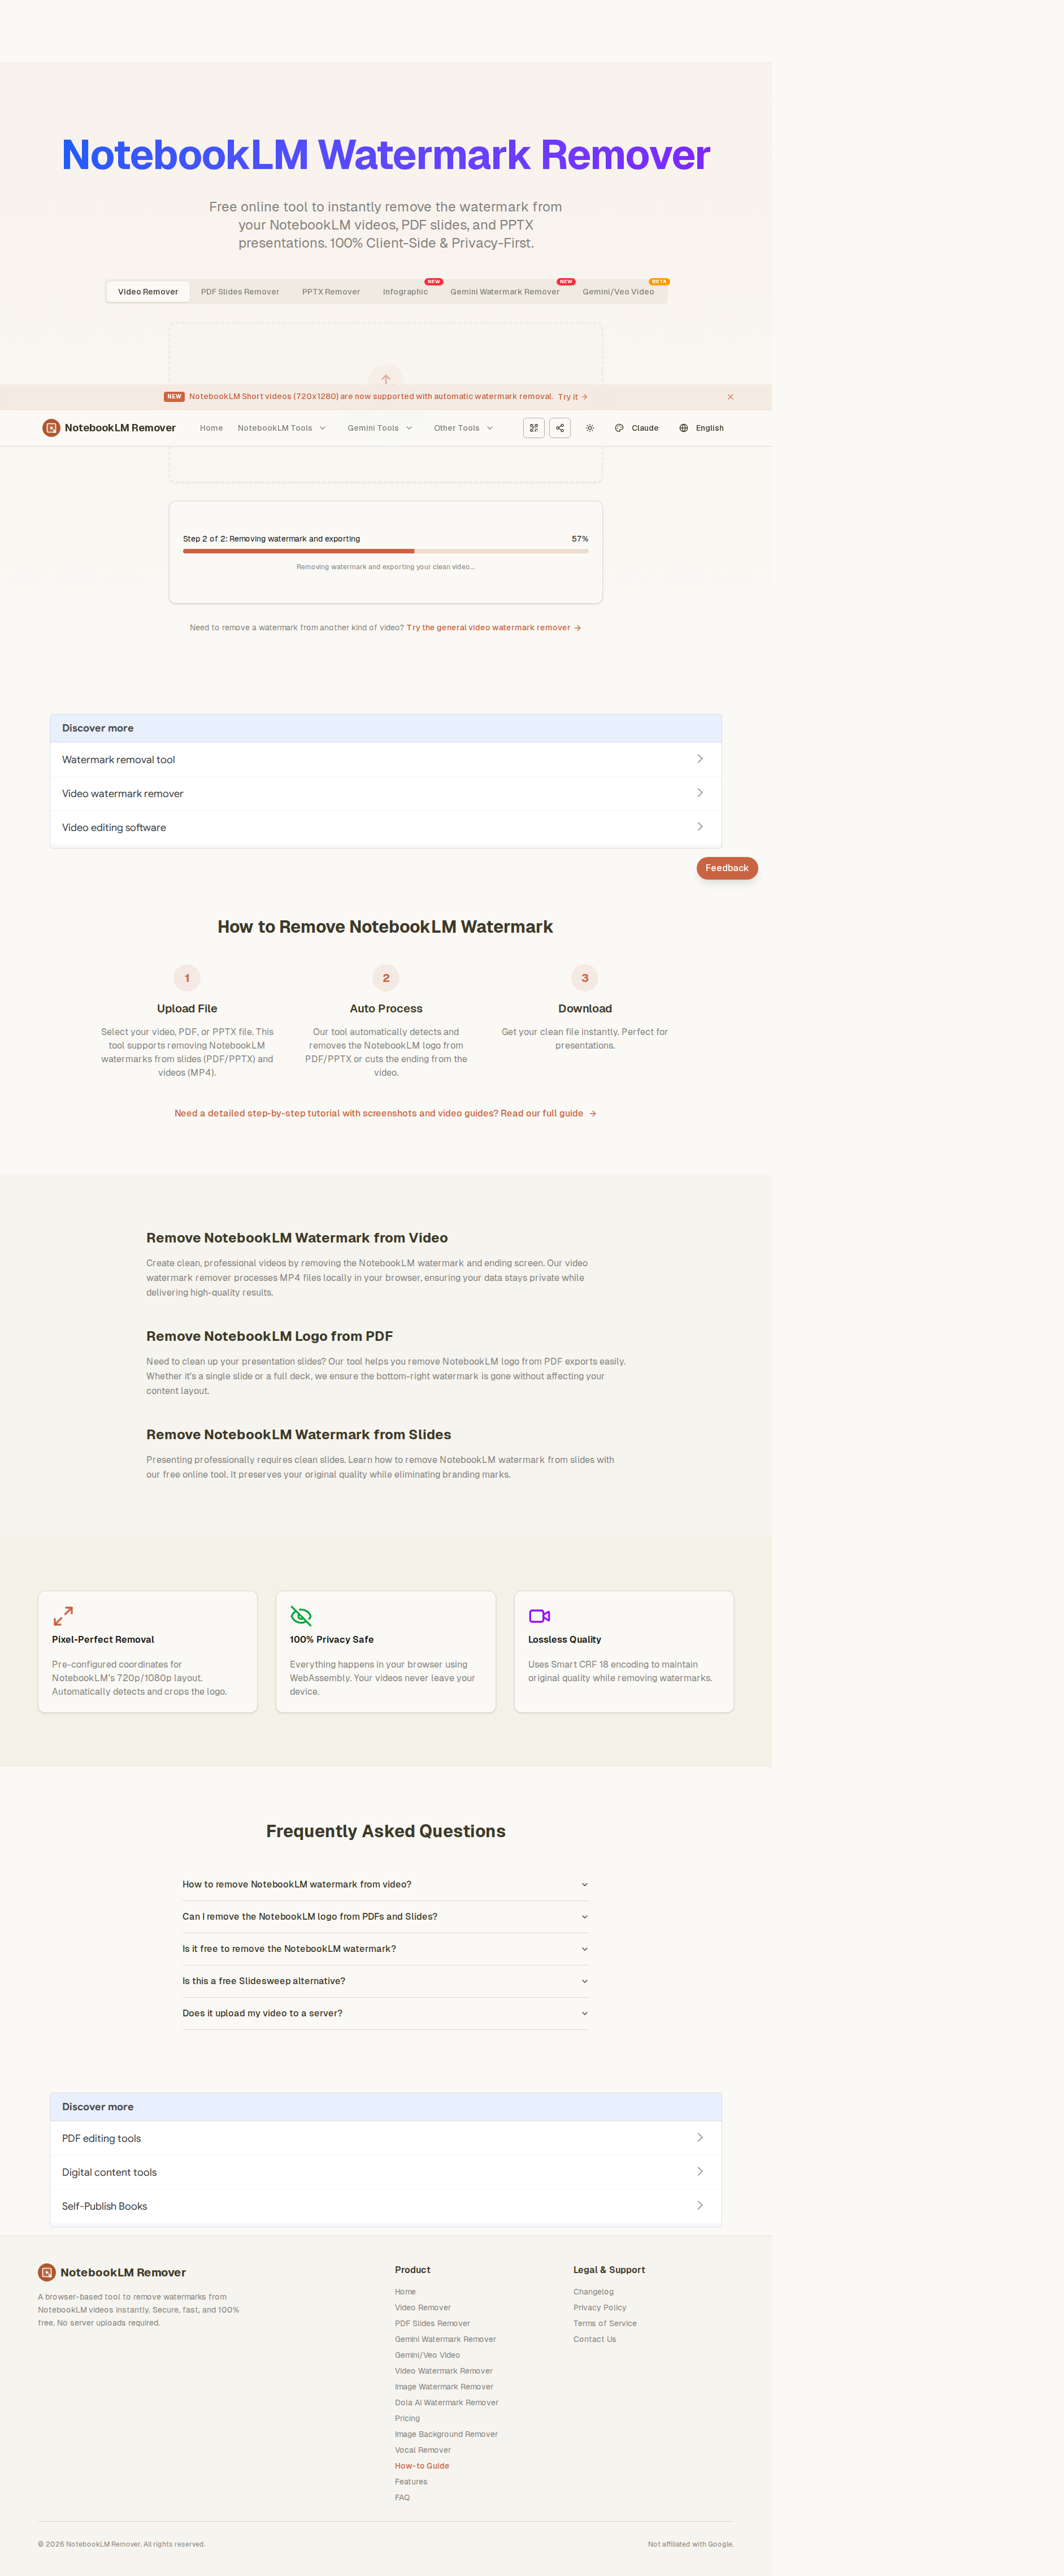 NotebookLM Watermark Remover
Free online tool to instantly remove the watermark from
your NotebookLM videos, PDF slides, and PPTX
presentations. 100% Client-Side & Privacy-First.
Video Remover
PDF Slides Remover
PPTX Remover
Infographic
NEW
Gemini Watermark Remover
NEW
Gemini/Veo Video
BETA
NEW NotebookLM Short videos (720x1280) are now supported with automatic watermark removal. Try it →
NotebookLM Remover
Home
NotebookLM Tools
Gemini Tools
Other Tools
Claude
English
Step 2 of 2: Removing watermark and exporting
57%
Removing watermark and exporting your clean video...
Need to remove a watermark from another kind of video? Try the general video watermark remover →
Discover more
Watermark removal tool
Video watermark remover
Video editing software
Feedback
How to Remove NotebookLM Watermark
1
Upload File
Select your video, PDF, or PPTX file. This
tool supports removing NotebookLM
watermarks from slides (PDF/PPTX) and
videos (MP4).
2
Auto Process
Our tool automatically detects and
removes the NotebookLM logo from
PDF/PPTX or cuts the ending from the
video.
3
Download
Get your clean file instantly. Perfect for
presentations.
Need a detailed step-by-step tutorial with screenshots and video guides? Read our full guide →
Remove NotebookLM Watermark from Video
Create clean, professional videos by removing the NotebookLM watermark and ending screen. Our video
watermark remover processes MP4 files locally in your browser, ensuring your data stays private while
delivering high-quality results.
Remove NotebookLM Logo from PDF
Need to clean up your presentation slides? Our tool helps you remove NotebookLM logo from PDF exports easily.
Whether it's a single slide or a full deck, we ensure the bottom-right watermark is gone without affecting your
content layout.
Remove NotebookLM Watermark from Slides
Presenting professionally requires clean slides. Learn how to remove NotebookLM watermark from slides with
our free online tool. It preserves your original quality while eliminating branding marks.
Pixel-Perfect Removal
Pre-configured coordinates for
NotebookLM's 720p/1080p layout.
Automatically detects and crops the logo.
100% Privacy Safe
Everything happens in your browser using
WebAssembly. Your videos never leave your
device.
Lossless Quality
Uses Smart CRF 18 encoding to maintain
original quality while removing watermarks.
Frequently Asked Questions
How to remove NotebookLM watermark from video?
Can I remove the NotebookLM logo from PDFs and Slides?
Is it free to remove the NotebookLM watermark?
Is this a free Slidesweep alternative?
Does it upload my video to a server?
Discover more
PDF editing tools
Digital content tools
Self-Publish Books
NotebookLM Remover
A browser-based tool to remove watermarks from
NotebookLM videos instantly. Secure, fast, and 100%
free. No server uploads required.
Product
Home
Video Remover
PDF Slides Remover
Gemini Watermark Remover
Gemini/Veo Video
Video Watermark Remover
Image Watermark Remover
Dola AI Watermark Remover
Pricing
Image Background Remover
Vocal Remover
How-to Guide
Features
FAQ
Legal & Support
Changelog
Privacy Policy
Terms of Service
Contact Us
© 2026 NotebookLM Remover. All rights reserved.
Not affiliated with Google.